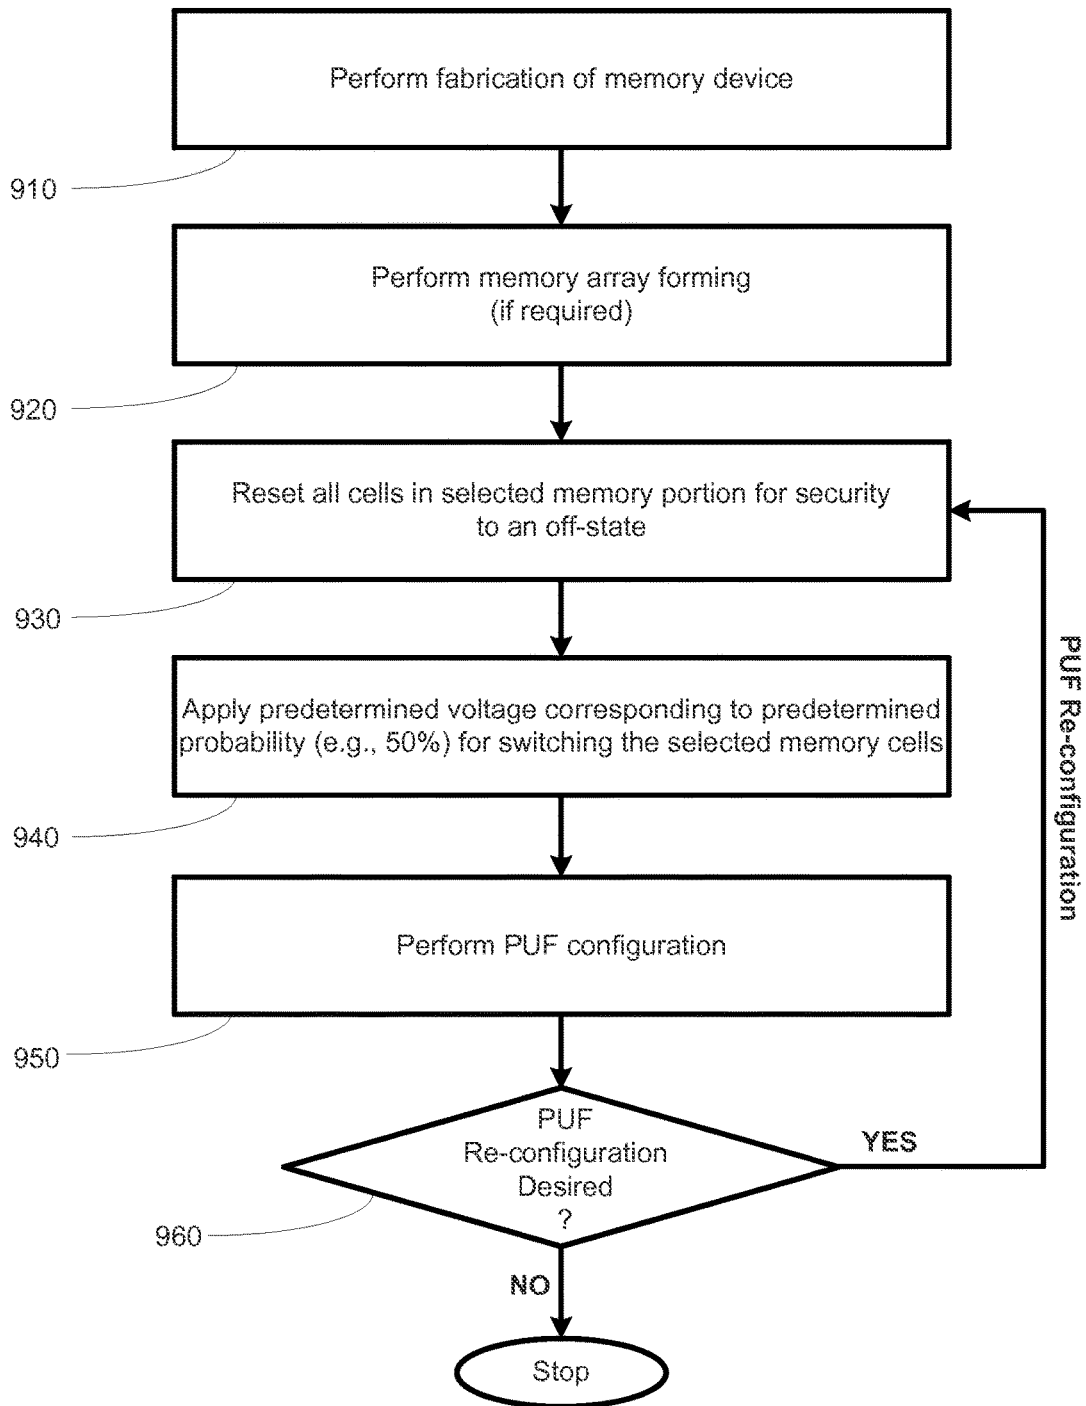 Perform fabrication of memory device
910
Perform memory array forming
(if required)
920
Reset all cells in selected memory portion for security
to an off-state
930
Apply predetermined voltage corresponding to predetermined
probability (e.g., 50%) for switching the selected memory cells
940
Perform PUF configuration
950
PUF Re-configuration
PUF
Re-configuration
Desired
?
YES
960
NO
Stop